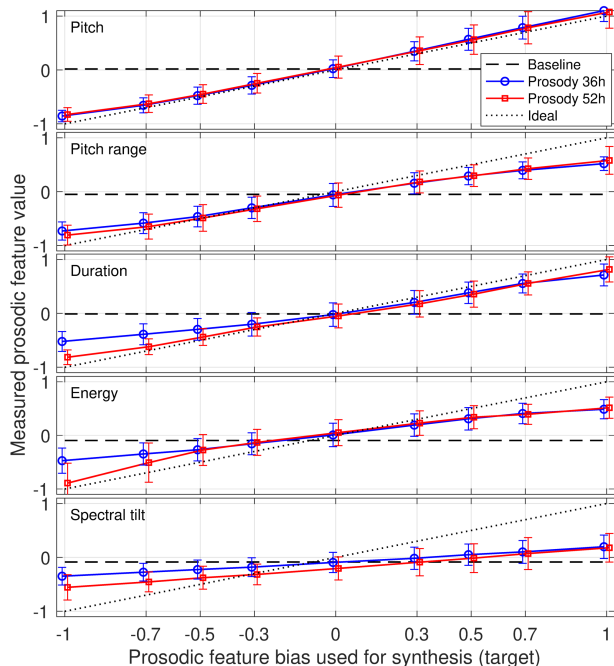 1
Pitch
0
-1
Baseline
Prosody 36h
Prosody 52h
Ideal
1
Pitch range
0
-1
1
Duration
0
-1
1
Energy
0
-1
1
Spectral tilt
0
-1
-1 -0.7 -0.5 -0.3 0 0.3 0.5 0.7 1
Prosodic feature bias used for synthesis (target)
Measured prosodic feature value